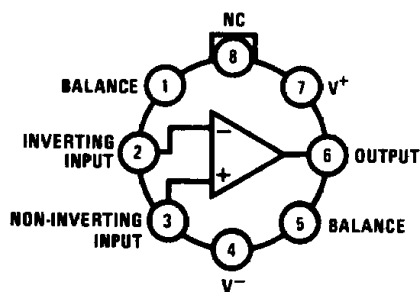 NC
8
BALANCE 1
7 V+
INVERTING
INPUT
2
−
6 OUTPUT
+
NON-INVERTING
INPUT
3
5 BALANCE
4
V−